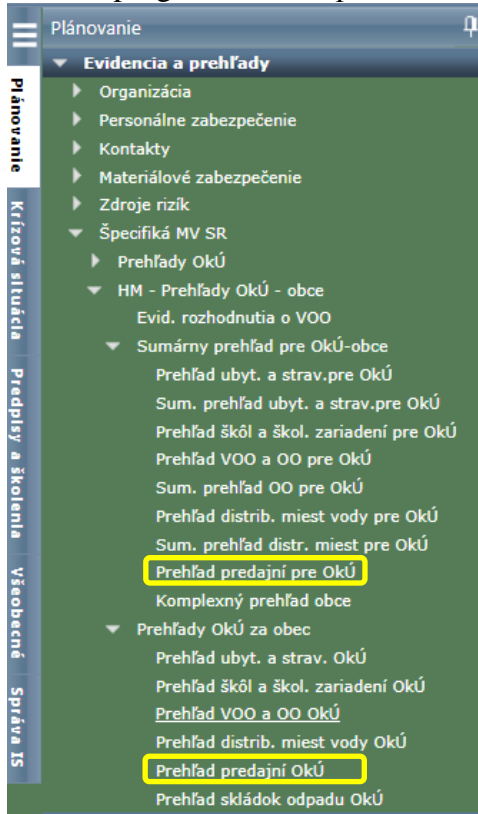 Plánovanie
Evidencia a prehľady
Organizácia
Personálne zabezpečenie
Kontakty
Materiálové zabezpečenie
Zdroje rizík
Špecifiká MV SR
Prehľady OkÚ
HM - Prehľady OkÚ - obce
Evid. rozhodnutia o VOO
Sumárny prehľad pre OkÚ-obce
Prehľad ubyt. a strav.pre OkÚ
Sum. prehľad ubyt. a strav.pre OkÚ
Prehľad škôl a škol. zariadení pre OkÚ
Prehľad VOO a OO pre OkÚ
Sum. prehľad OO pre OkÚ
Prehľad distrib. miest vody pre OkÚ
Sum. prehľad distr. miest pre OkÚ
Prehľad predajní pre OkÚ
Komplexný prehľad obce
Prehľady OkÚ za obec
Prehľad ubyt. a strav. OkÚ
Prehľad škôl a škol. zariadení OkÚ
Prehľad VOO a OO OkÚ
Prehľad distrib. miest vody OkÚ
Prehľad predajní OkÚ
Prehľad skládok odpadu OkÚ
Plánovanie
Krízová situácia
Predpisy a školenia
Všeobecné
Správa IS